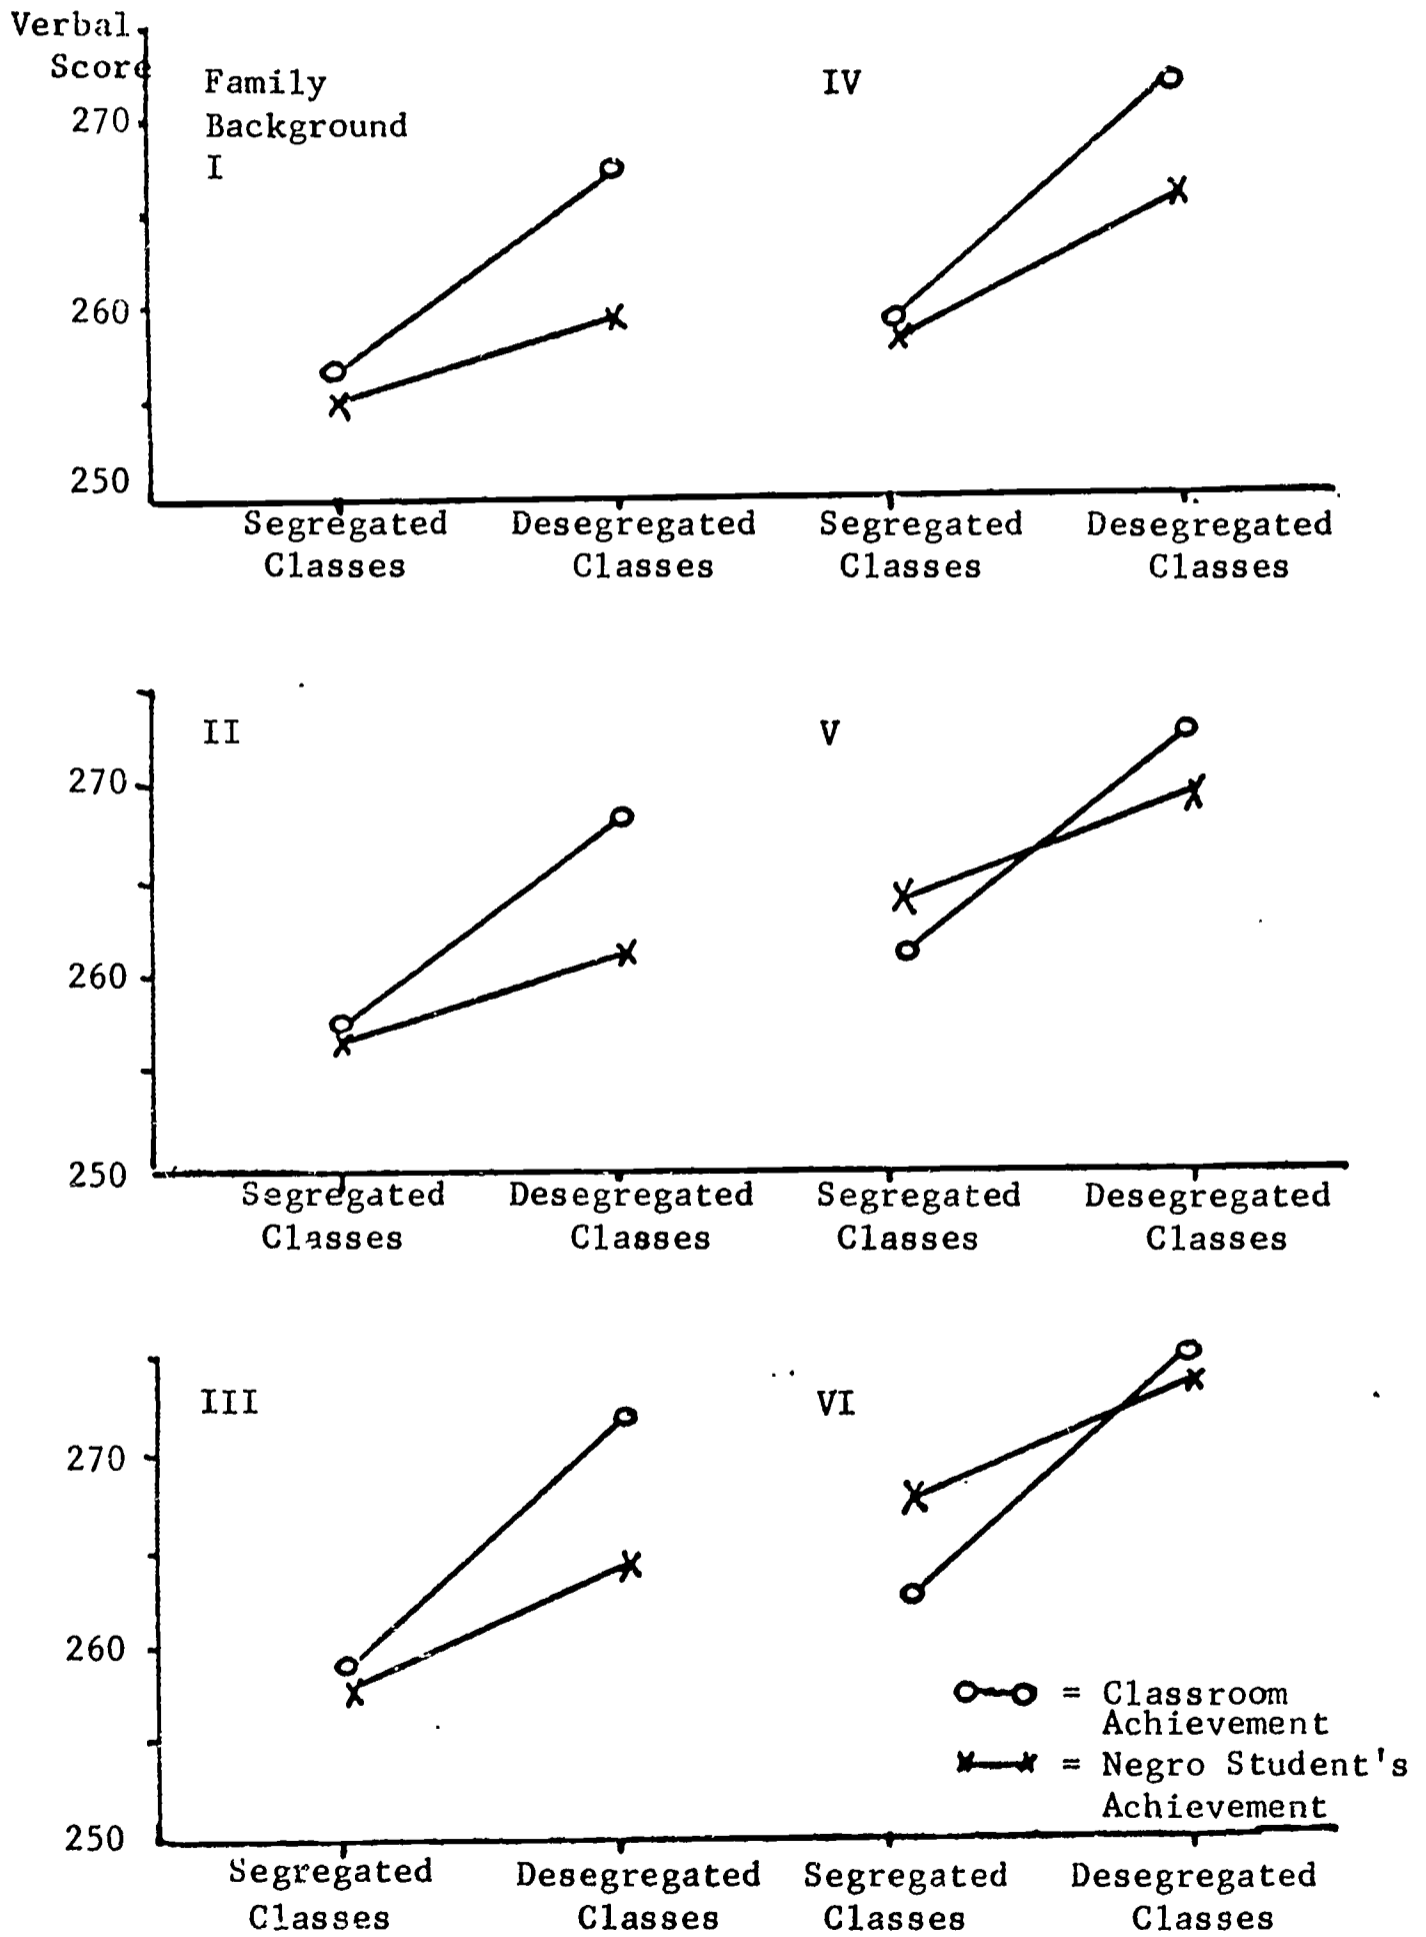 Verbal
Score
Family
Background
I
IV
270
260
250
Segregated Classes
Desegregated Classes
Segregated Classes
Desegregated Classes
II
V
270
260
250
Segregated Classes
Desegregated Classes
Segregated Classes
Desegregated Classes
III
VI
270
260
250
= Classroom
Achievement
= Negro Student's
Achievement
Segregated Classes
Desegregated Classes
Segregated Classes
Desegregated Classes